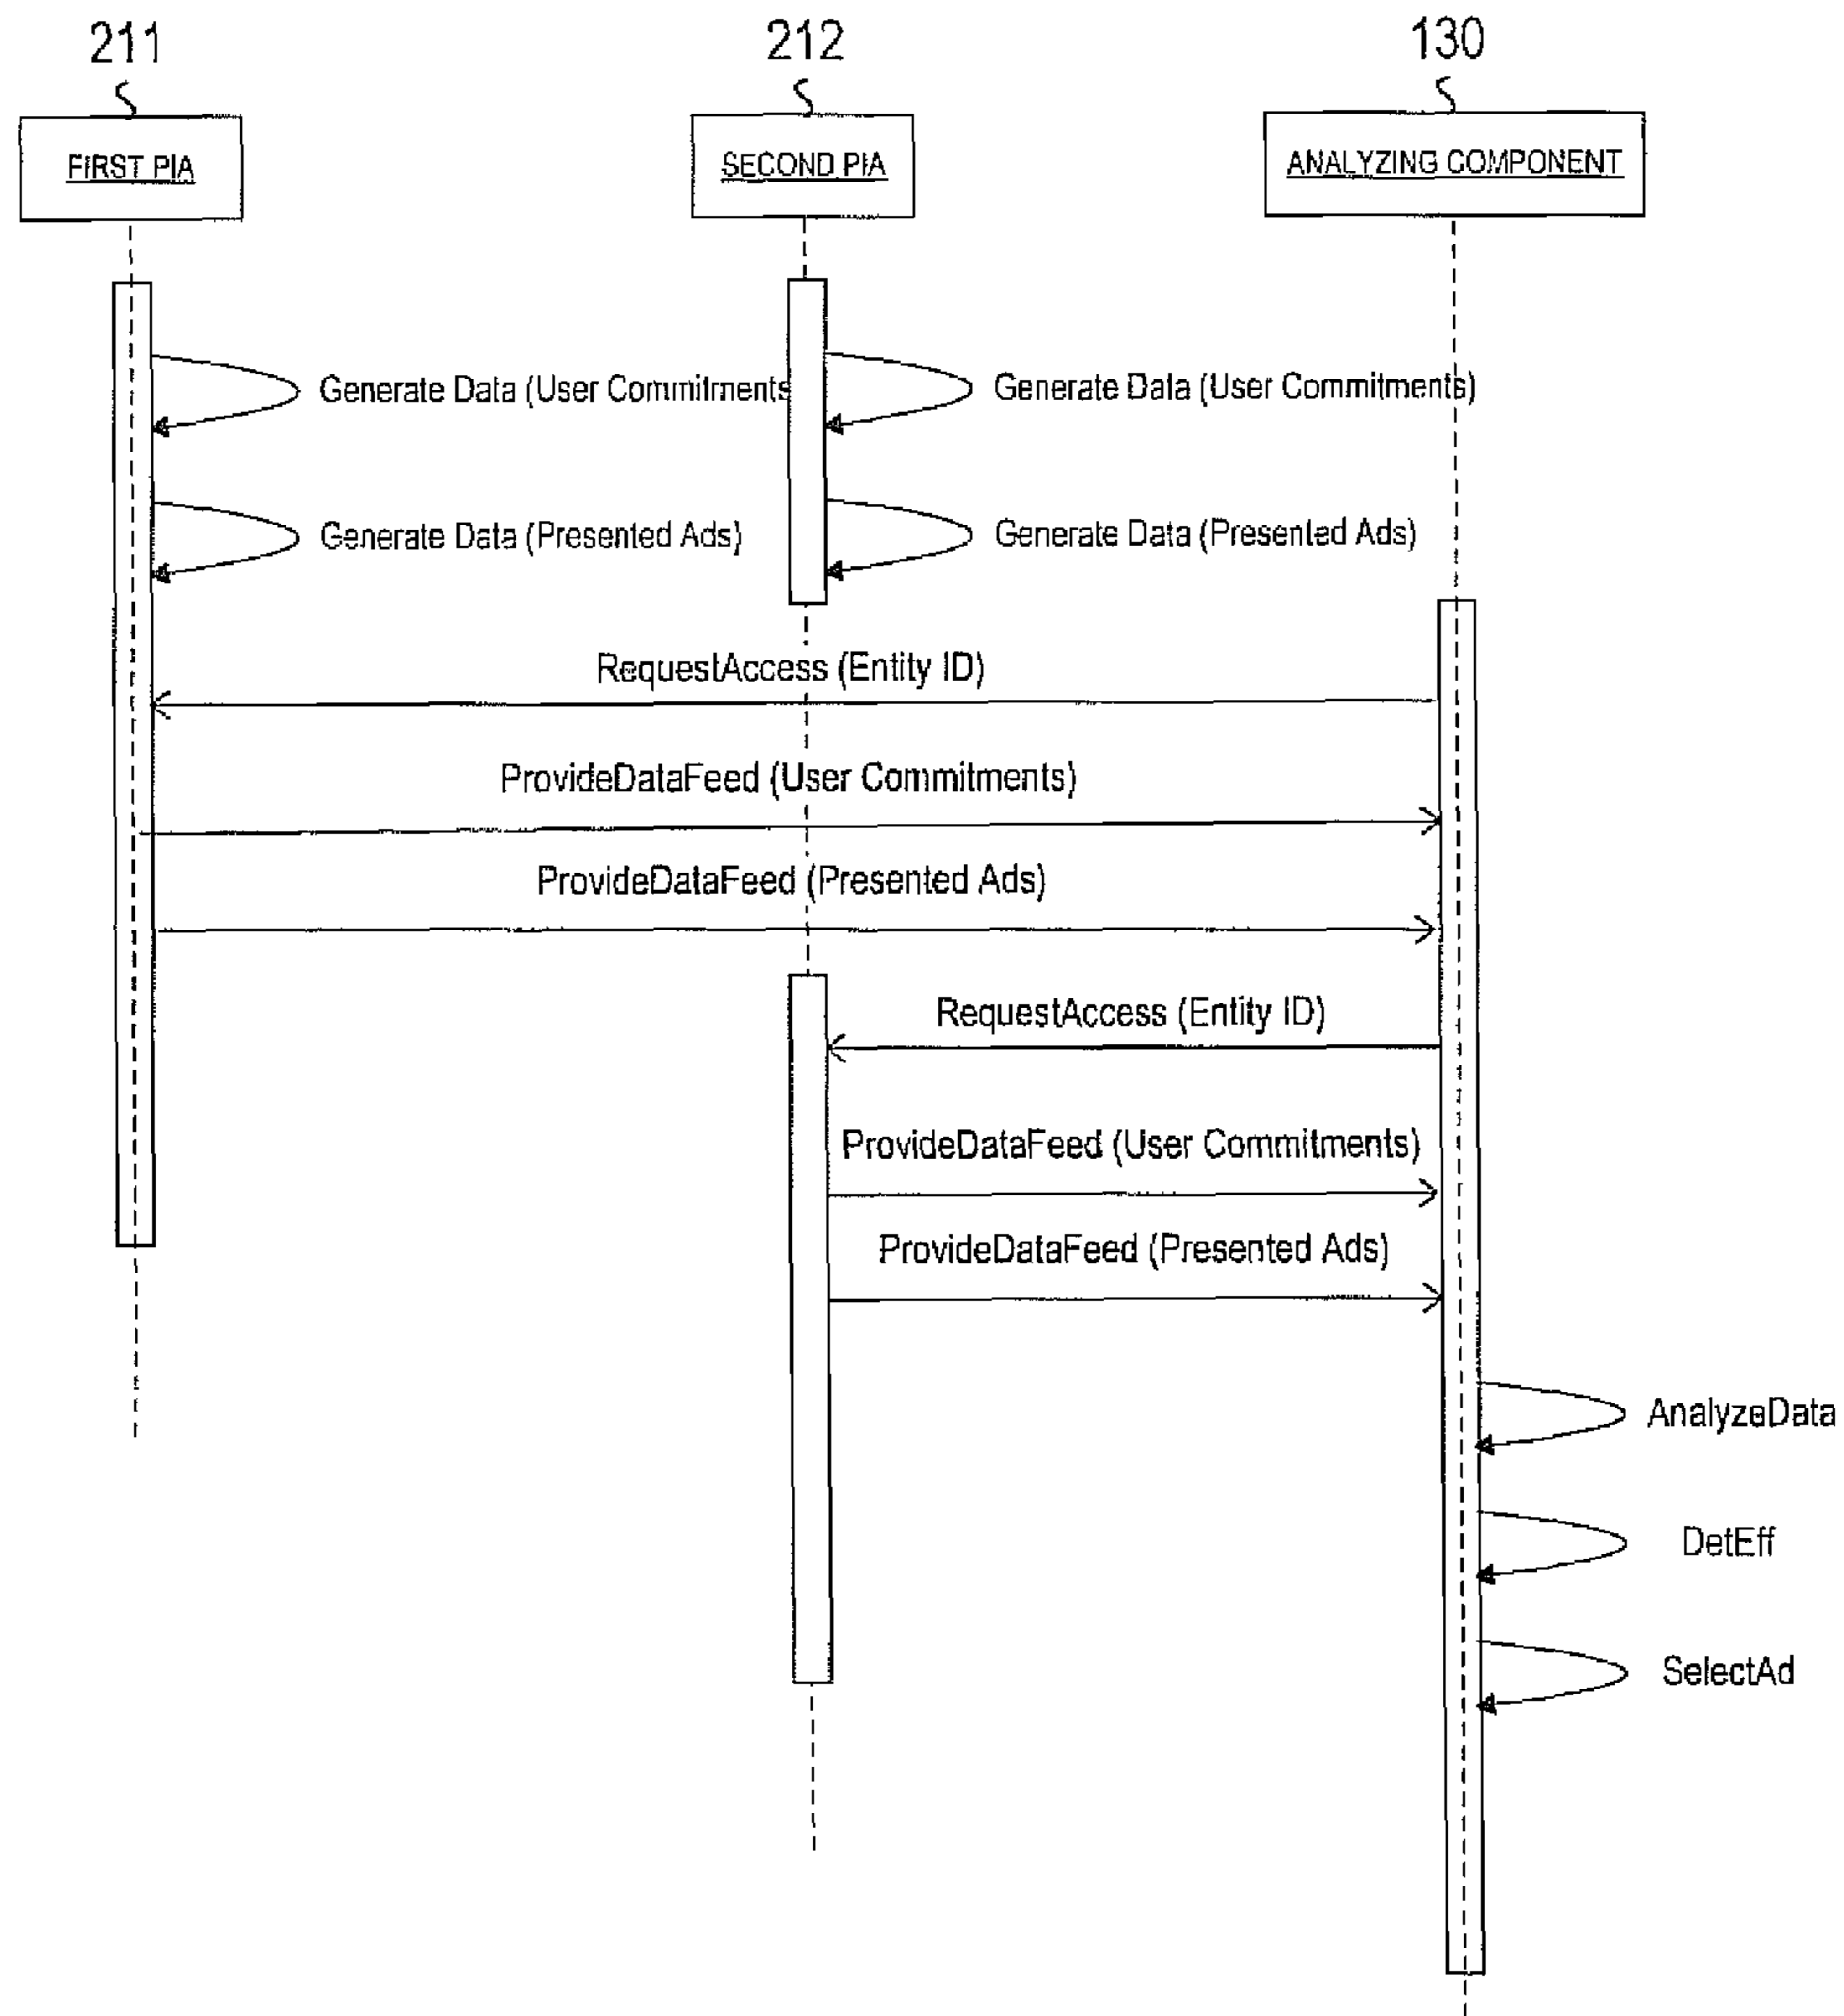 211
212
130
FIRST PIA
SECOND PIA
ANALYZING COMPONENT
Generate Data (User Commitments
Generate Data (User Commitments)
Generate Data (Presented Ads)
Generate Data (Presented Ads)
RequestAccess (Entity ID)
ProvideDataFeed (User Commitments)
ProvideDataFeed (Presented Ads)
RequestAccess (Entity ID)
ProvideDataFeed (User Commitments)
ProvideDataFeed (Presented Ads)
AnalyzeData
DetEff
SelectAd